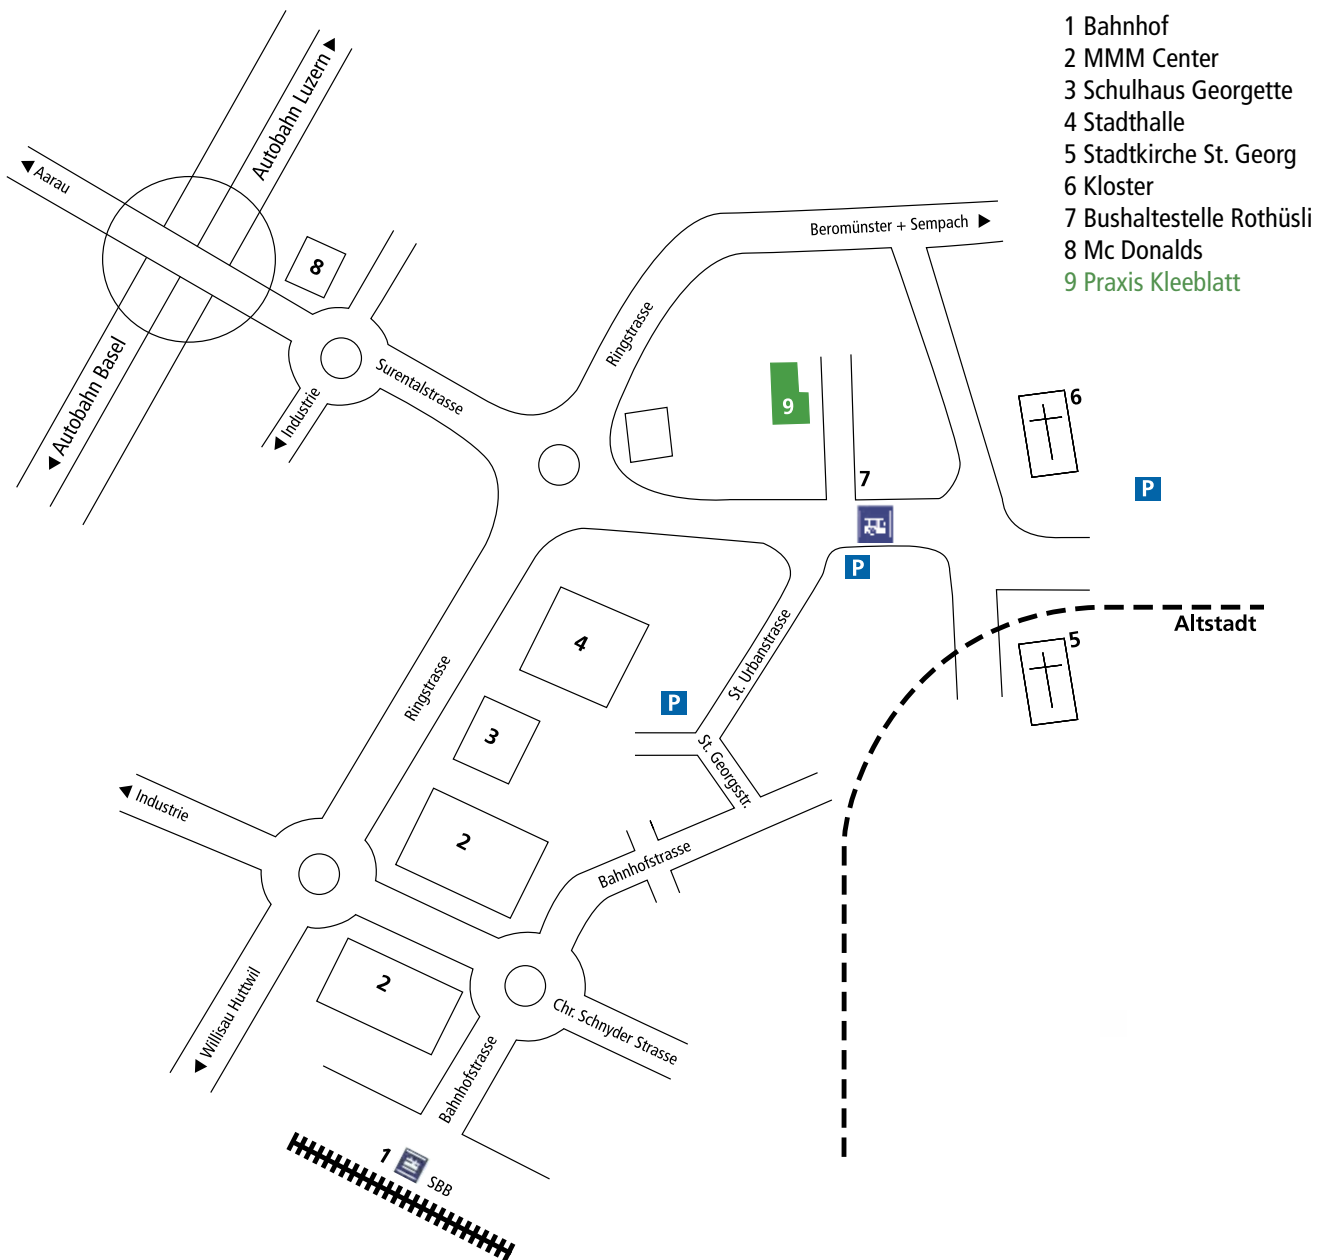 1 Bahnhof
2 MMM Center
3 Schulhaus Georgette
4 Stadthalle
5 Stadtkirche St. Georg
6 Kloster
7 Bushaltestelle Rothüsli
8 Mc Donalds
9 Praxis Kleeblatt
Autobahn Luzern
Aarau
Beromünster + Sempach
8
Ringstrasse
Autobahn Basel
Surentalstrasse
Industrie
9
6
7
P
P
Altstadt
4
5
St. Urbanstrasse
Ringstrasse
P
3
St. Georgsstr.
Industrie
2
Bahnhofstrasse
2
Willisau Huttwil
Chr. Schnyder Strasse
Bahnhofstrasse
1
SBB